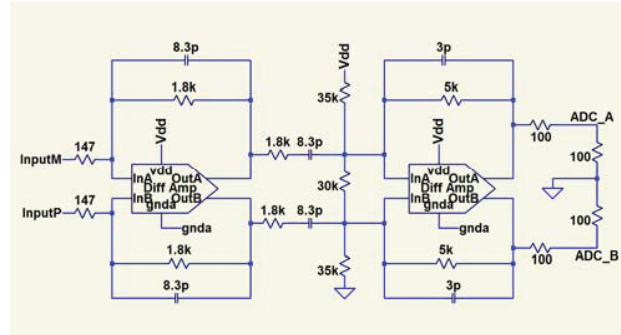 8.3p
1.8k
Vdd
147
InputM
vdd
InA OutA
Diff Amp
InB OutB
gnda
147
InputP
gnda
1.8k
8.3p
1.8k
8.3p
1.8k
8.3p
Vdd
35k
30k
35k
3p
5k
Vdd
vdd
InA OutA
Diff Amp
InB OutB
gnda
gnda
5k
3p
100
ADC_A
100
100
100
ADC_B